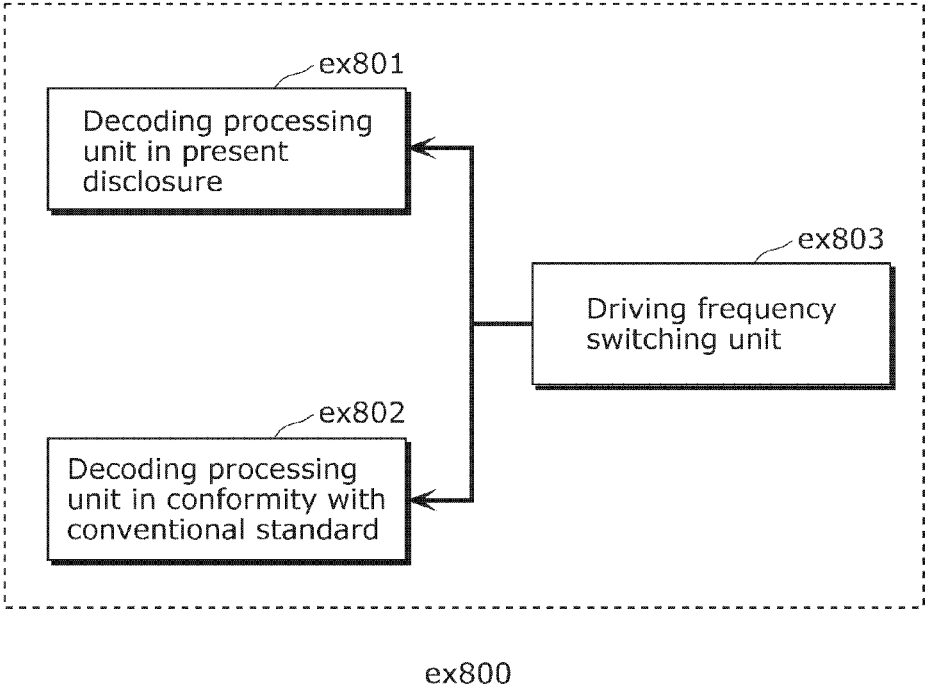 ex801
Decoding processing
unit in present
disclosure
ex803
Driving frequency
switching unit
ex802
Decoding processing
unit in conformity with
conventional standard
ex800